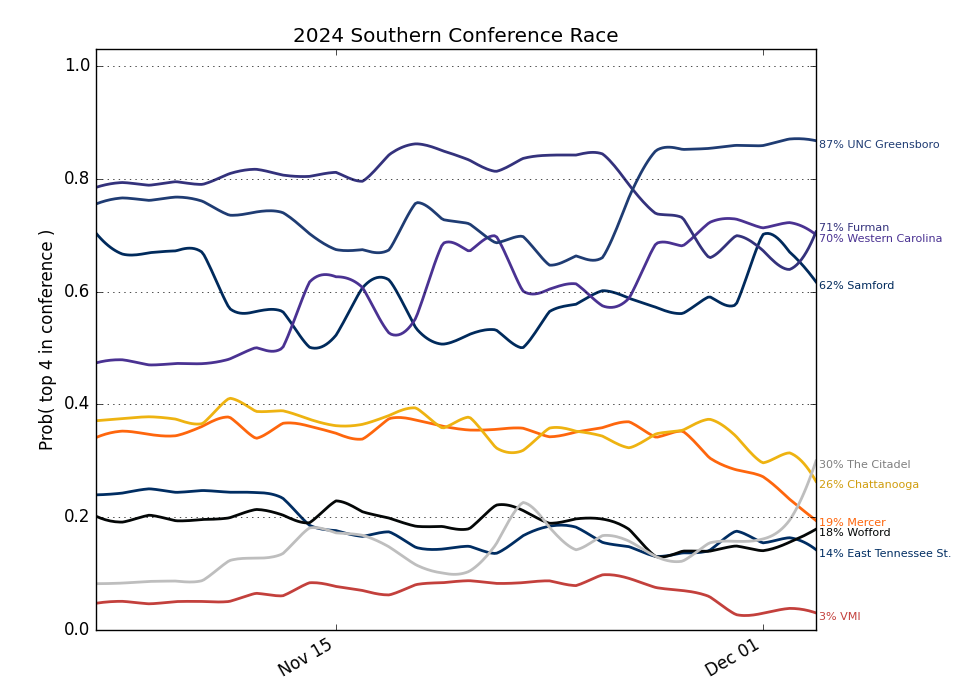 2024 Southern Conference Race
Prob( top 4 in conference )
1.0
0.8
0.6
0.4
0.2
0.0
Nov 15
Dec 01
87% UNC Greensboro
71% Furman
70% Western Carolina
62% Samford
30% The Citadel
26% Chattanooga
19% Mercer
18% Wofford
14% East Tennessee St.
3% VMI